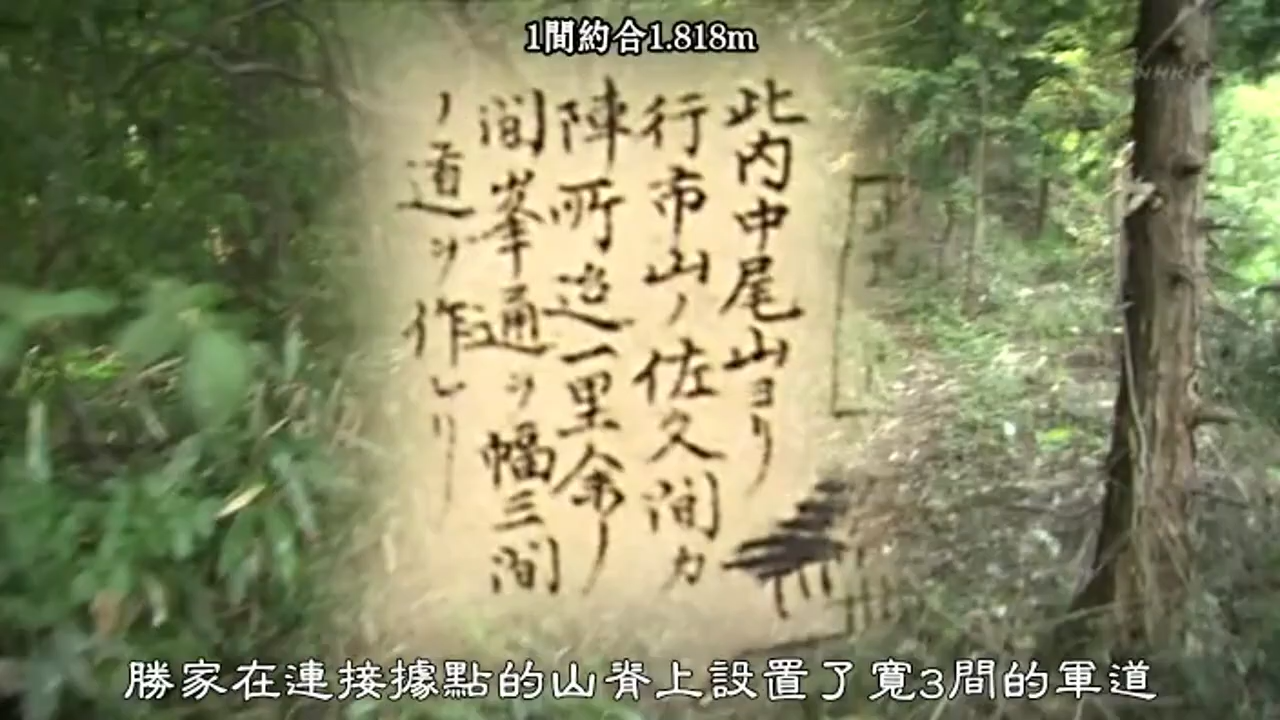 1間約合1.818m
NHK
此内中尾山ヨリ
行市山ノ佐久間カ
陣所迠一里余ノ
間峯通ヲ幅三間
ノ道ヲ作レリ
勝家在連接據點的山脊上設置了寬3間的軍道